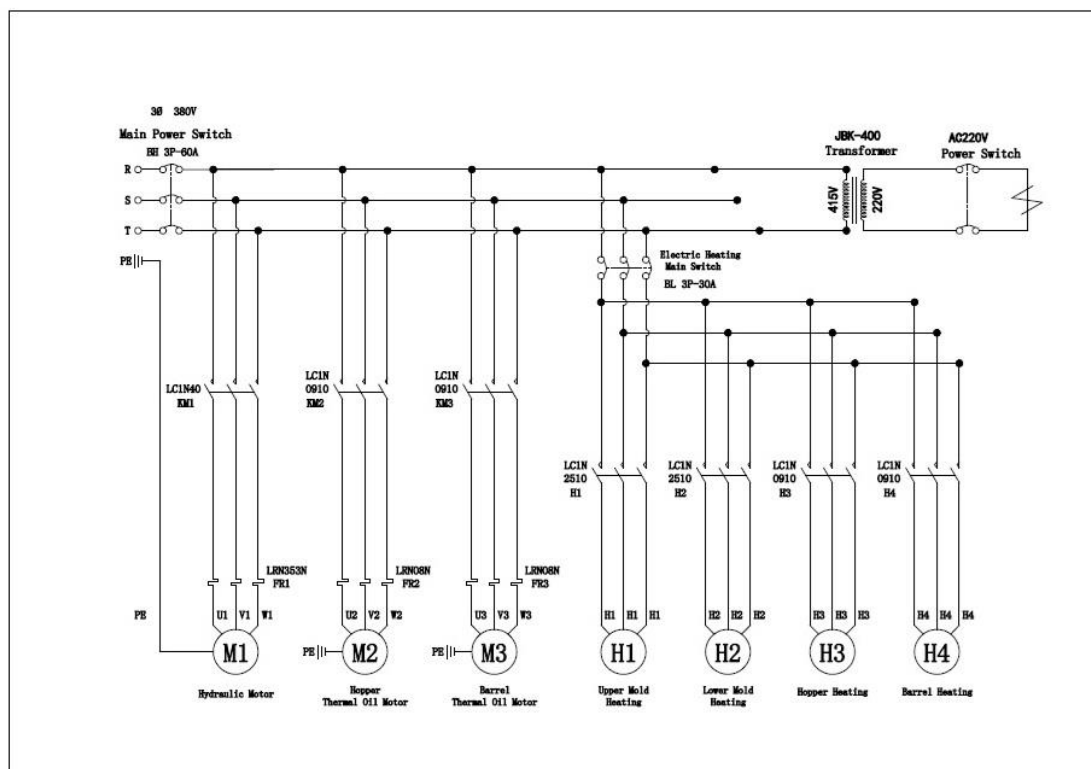 3Ø 380V
Main Power Switch
BH 3P-60A
R
S
T
PE
JBK-400
Transformer
415V
220V
AC220V
Power Switch
Electric Heating
Main Switch
BL 3P-30A
LC1N40
KM1
LC1N
0910
KM2
LC1N
0910
KM3
LC1N
2510
H1
LC1N
2510
H2
LC1N
0910
H3
LC1N
0910
H4
LRN353N
FR1
LRN08N
FR2
LRN08N
FR3
PE
U1 V1 W1
U2 V2 W2
U3 V3 W3
H1 H1 H1
H2 H2 H2
H3 H3 H3
H4 H4 H4
M1
PE
M2
PE
M3
H1
H2
H3
H4
Hydraulic Motor
Hopper
Thermal Oil Motor
Barrel
Thermal Oil Motor
Upper Mold
Heating
Lower Mold
Heating
Hopper Heating
Barrel Heating